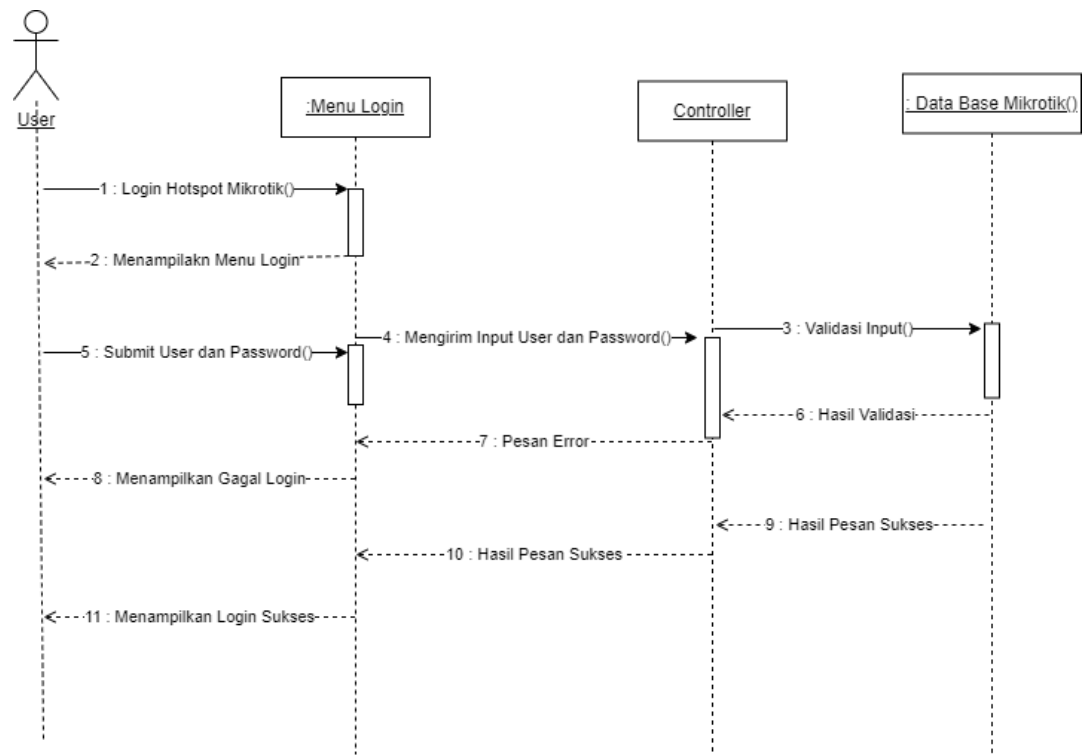 User
:Menu Login
Controller
: Data Base Mikrotik()
1 : Login Hotspot Mikrotik()
2 : Menampilakn Menu Login
3 : Validasi Input()
4 : Mengirim Input User dan Password()
5 : Submit User dan Password()
6 : Hasil Validasi
7 : Pesan Error
8 : Menampilkan Gagal Login
9 : Hasil Pesan Sukses
10 : Hasil Pesan Sukses
11 : Menampilkan Login Sukses